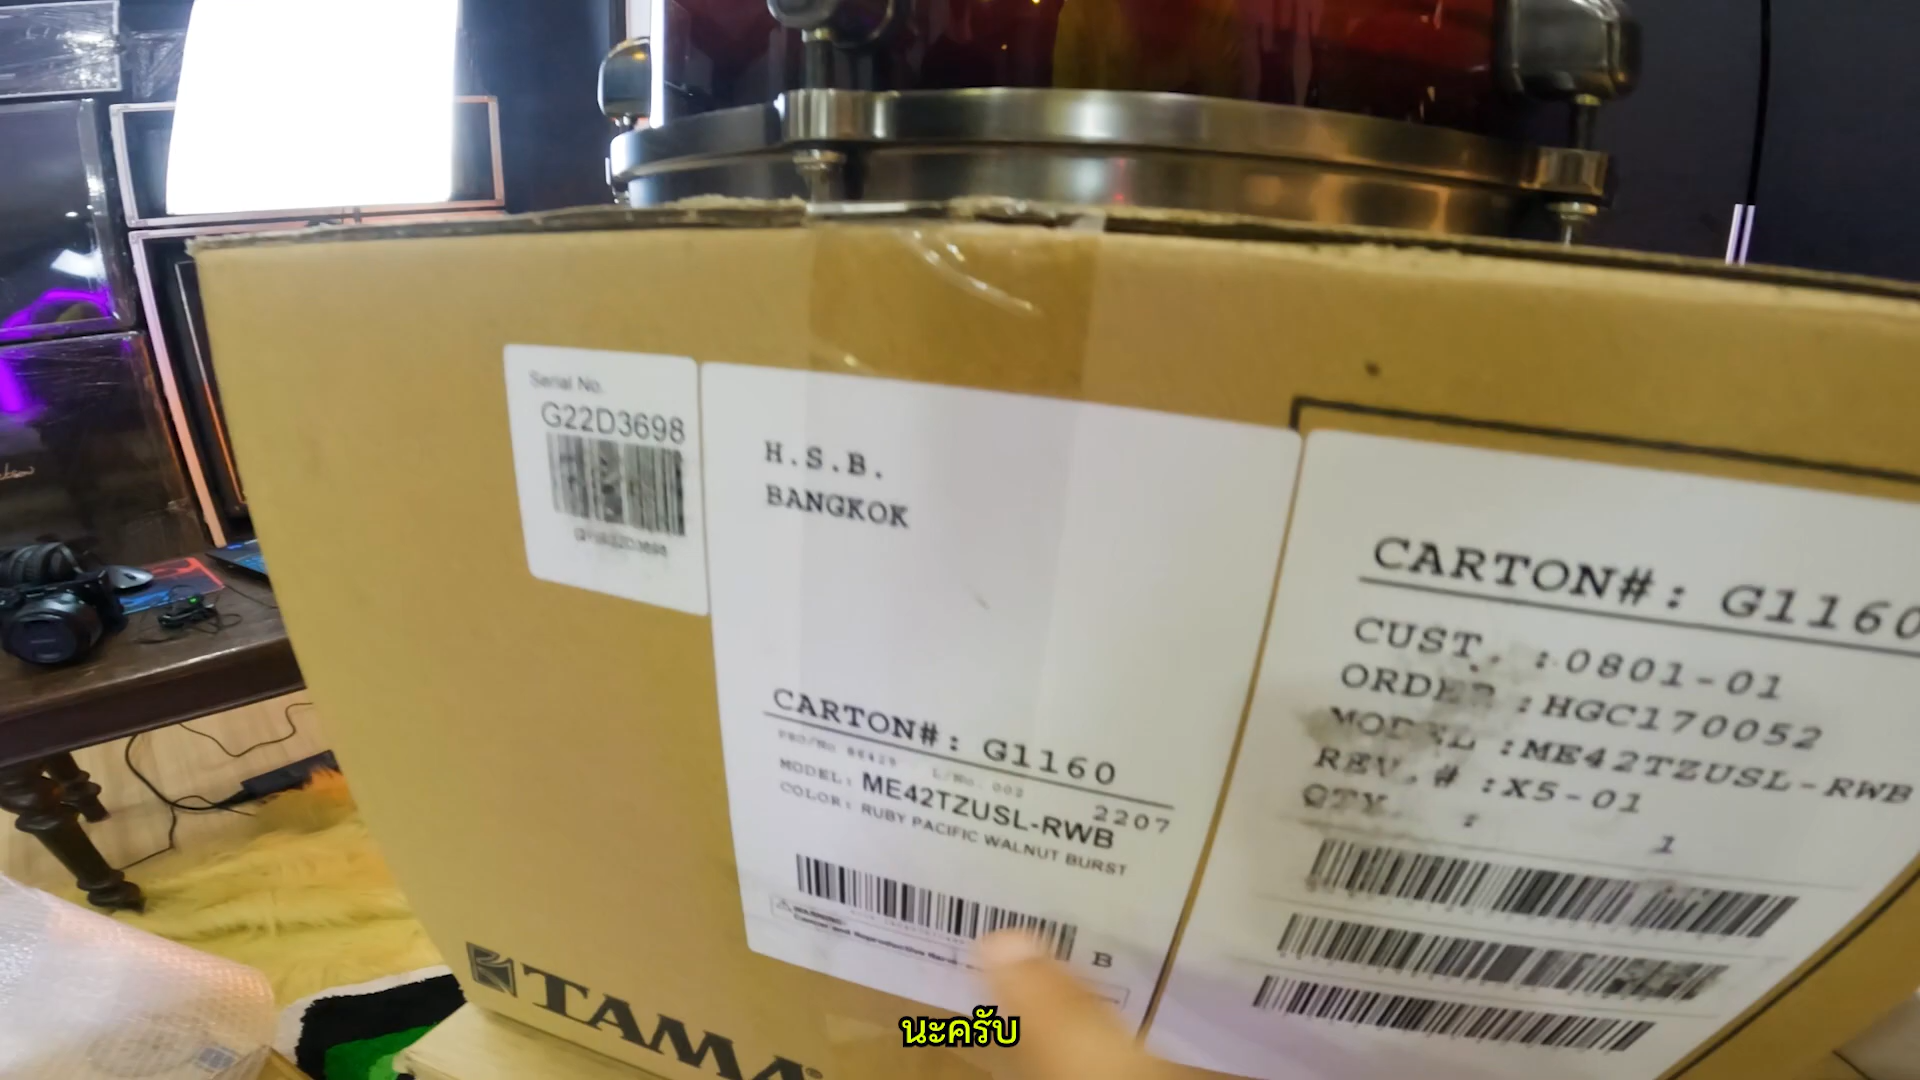 Serial No.
G22D3698
H.S.B.
BANGKOK
CARTON#: G1160
MODEL: ME42TZUSL-RWB
2207
COLOR: RUBY PACIFIC WALNUT BURST
WARNING:
B
CARTON#: G1160
CUST. :0801-01
ORDER :HGC170052
MODEL :ME42TZUSL-RWB
REV.# :X5-01
QTY. : 1
TAMA
นะครับ